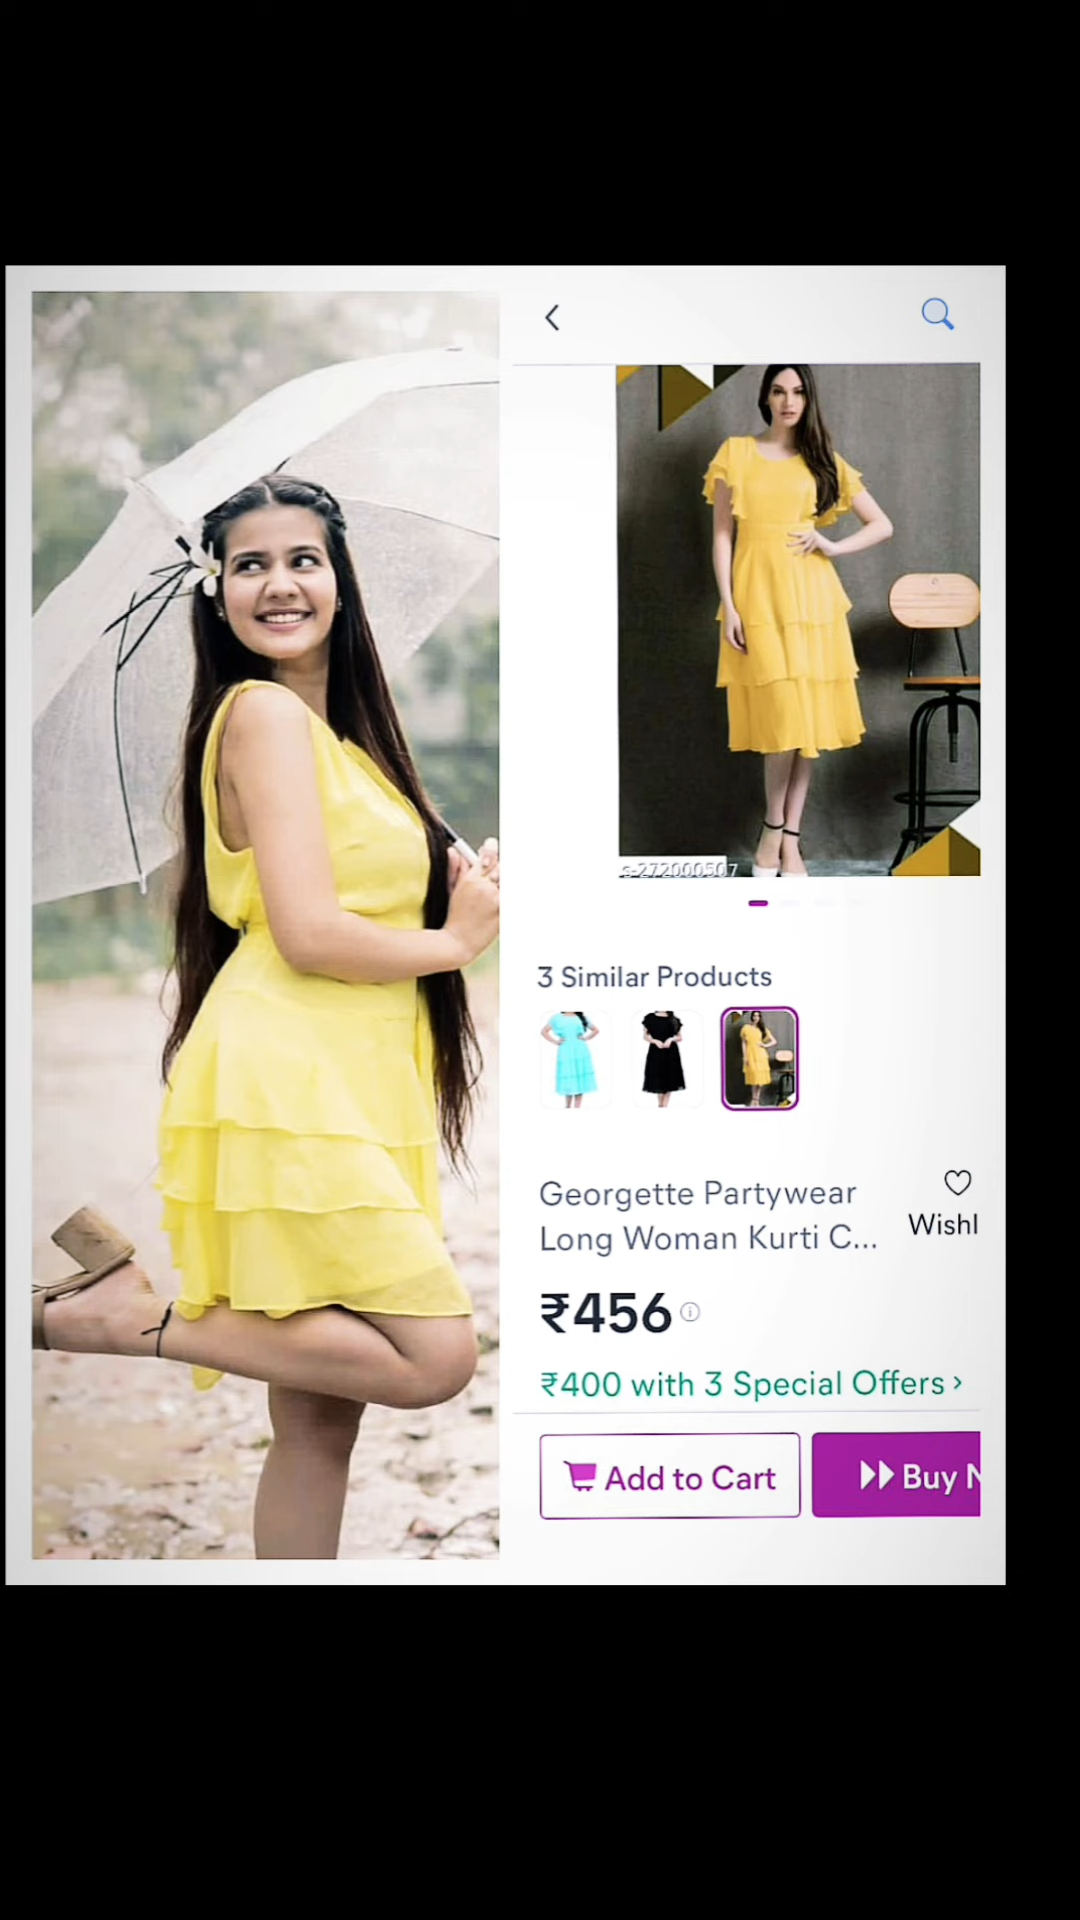 s-272000507
3 Similar Products
Georgette Partywear
Long Woman Kurti C...
Wishl
₹456
₹400 with 3 Special Offers
Add to Cart
Buy N